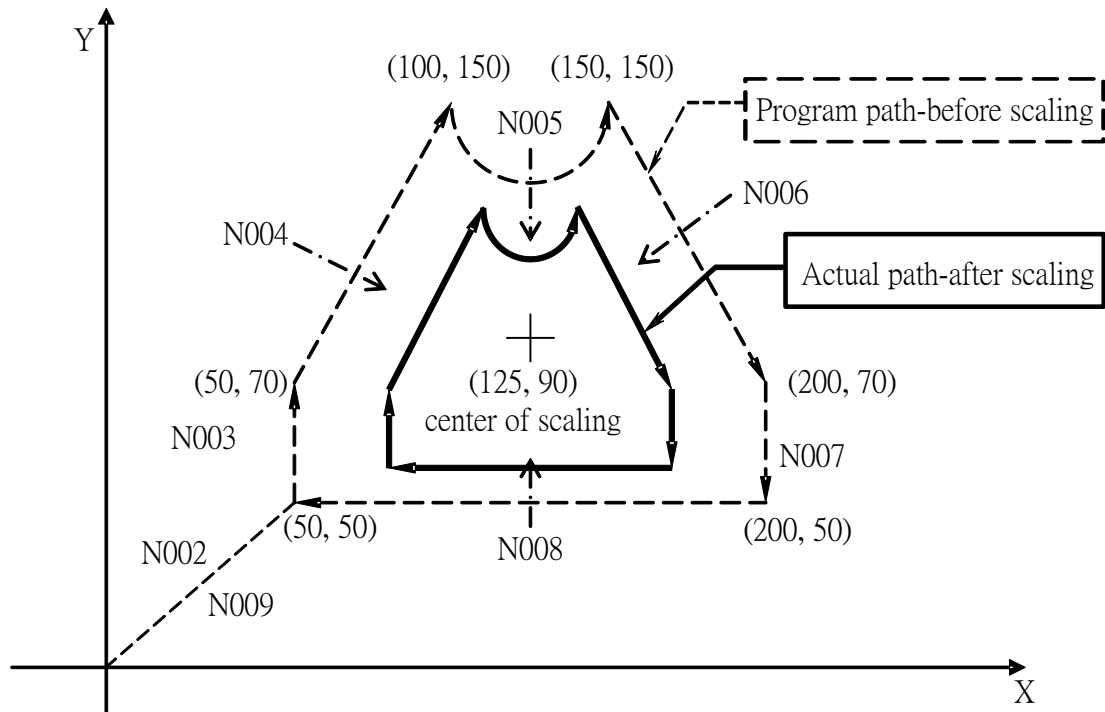 Y
(100, 150)
(150, 150)
Program path-before scaling
N005
N006
N004
Actual path-after scaling
(50, 70)
(125, 90)
center of scaling
(200, 70)
N003
N007
(50, 50)
(200, 50)
N002
N008
N009
X